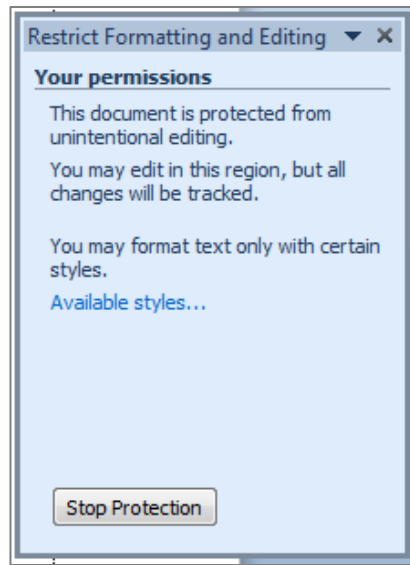 Restrict Formatting and Editing
Your permissions
This document is protected from
unintentional editing.
You may edit in this region, but all
changes will be tracked.
You may format text only with certain
styles.
Available styles...
Stop Protection